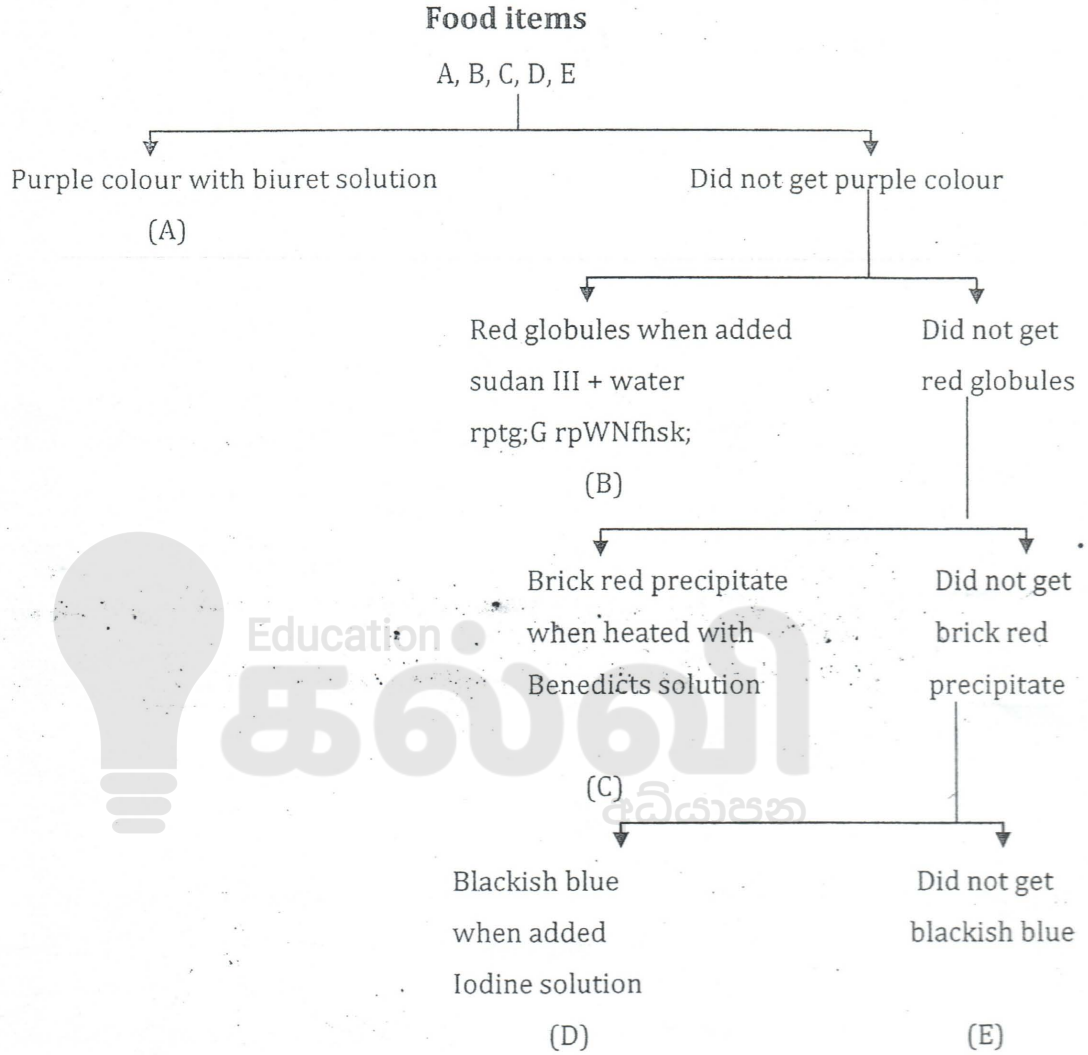 Food items
A, B, C, D, E
Purple colour with biuret solution
(A)
Did not get purple colour
Red globules when added
sudan III + water
rptg;G rpWNfhsk;
(B)
Did not get
red globules
Brick red precipitate
when heated with
Benedicts solution
(C)
Did not get
brick red
precipitate
Blackish blue
when added
Iodine solution
(D)
Did not get
blackish blue
(E)
Education
கல்வி
අධ්‍යාපන